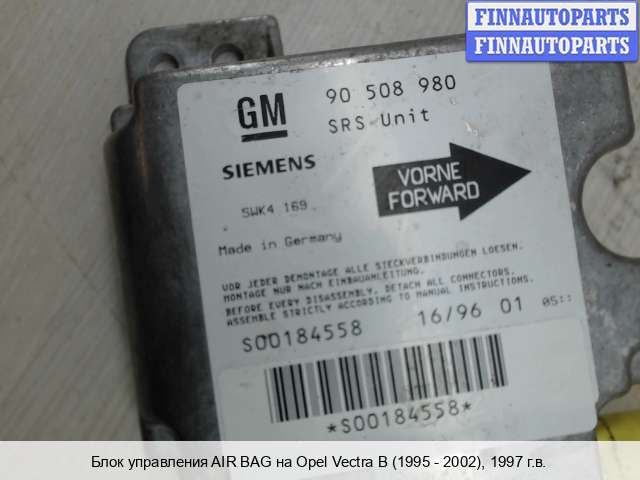 FINNAUTOPARTS
FINNAUTOPARTS
GM
90 508 980
SRS Unit
SIEMENS
VORNE
FORWARD
5WK4 169
Made in Germany
VOR JEDER DEMONTAGE ALLE STECKVERBINDUNGEN LOESEN.
MONTAGE NUR NACH EINBAUANLEITUNG.
BEFORE EVERY DISASSEMBLY, DETACH ALL CONNECTORS.
ASSEMBLE STRICTLY ACCORDING TO MANUAL INSTRUCTIONS.
S00184558
16/96 01
*S00184558*
Блок управления AIR BAG на Opel Vectra B (1995 - 2002), 1997 г.в.